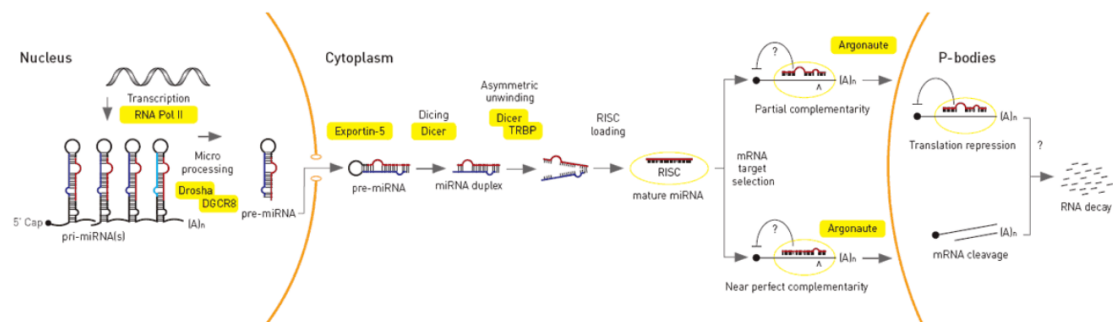 Nucleus
Transcription
RNA Pol II
Micro
processing
Drosha
DGCR8
5' Cap
(A)n
pri-miRNA(s)
pre-miRNA
Cytoplasm
Exportin-5
pre-miRNA
Dicing
Dicer
miRNA duplex
Asymmetric
unwinding
Dicer
TRBP
RISC
loading
RISC
mature miRNA
mRNA
target
selection
?
Argonaute
(A)n
Partial complementarity
?
Argonaute
(A)n
Near perfect complementarity
P-bodies
?
(A)n
Translation repression
?
(A)n
mRNA cleavage
RNA decay